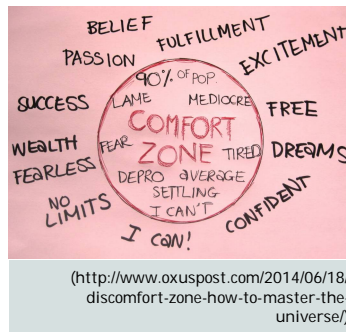 BELIEF
FULFILLMENT
PASSION
EXCITEMENT
90% OF POP.
SUCCESS
LAME
MEDIOCRE
FREE
COMFORT
WEALTH
FEAR
ZONE
TIRED
DREAMS
FEARLESS
DEPRO
AVERAGE
SETTLING
NO
LIMITS
I CAN'T
CONFIDENT
I CAN!
(http://www.oxuspost.com/2014/06/18/
discomfort-zone-how-to-master-the-
universe/)